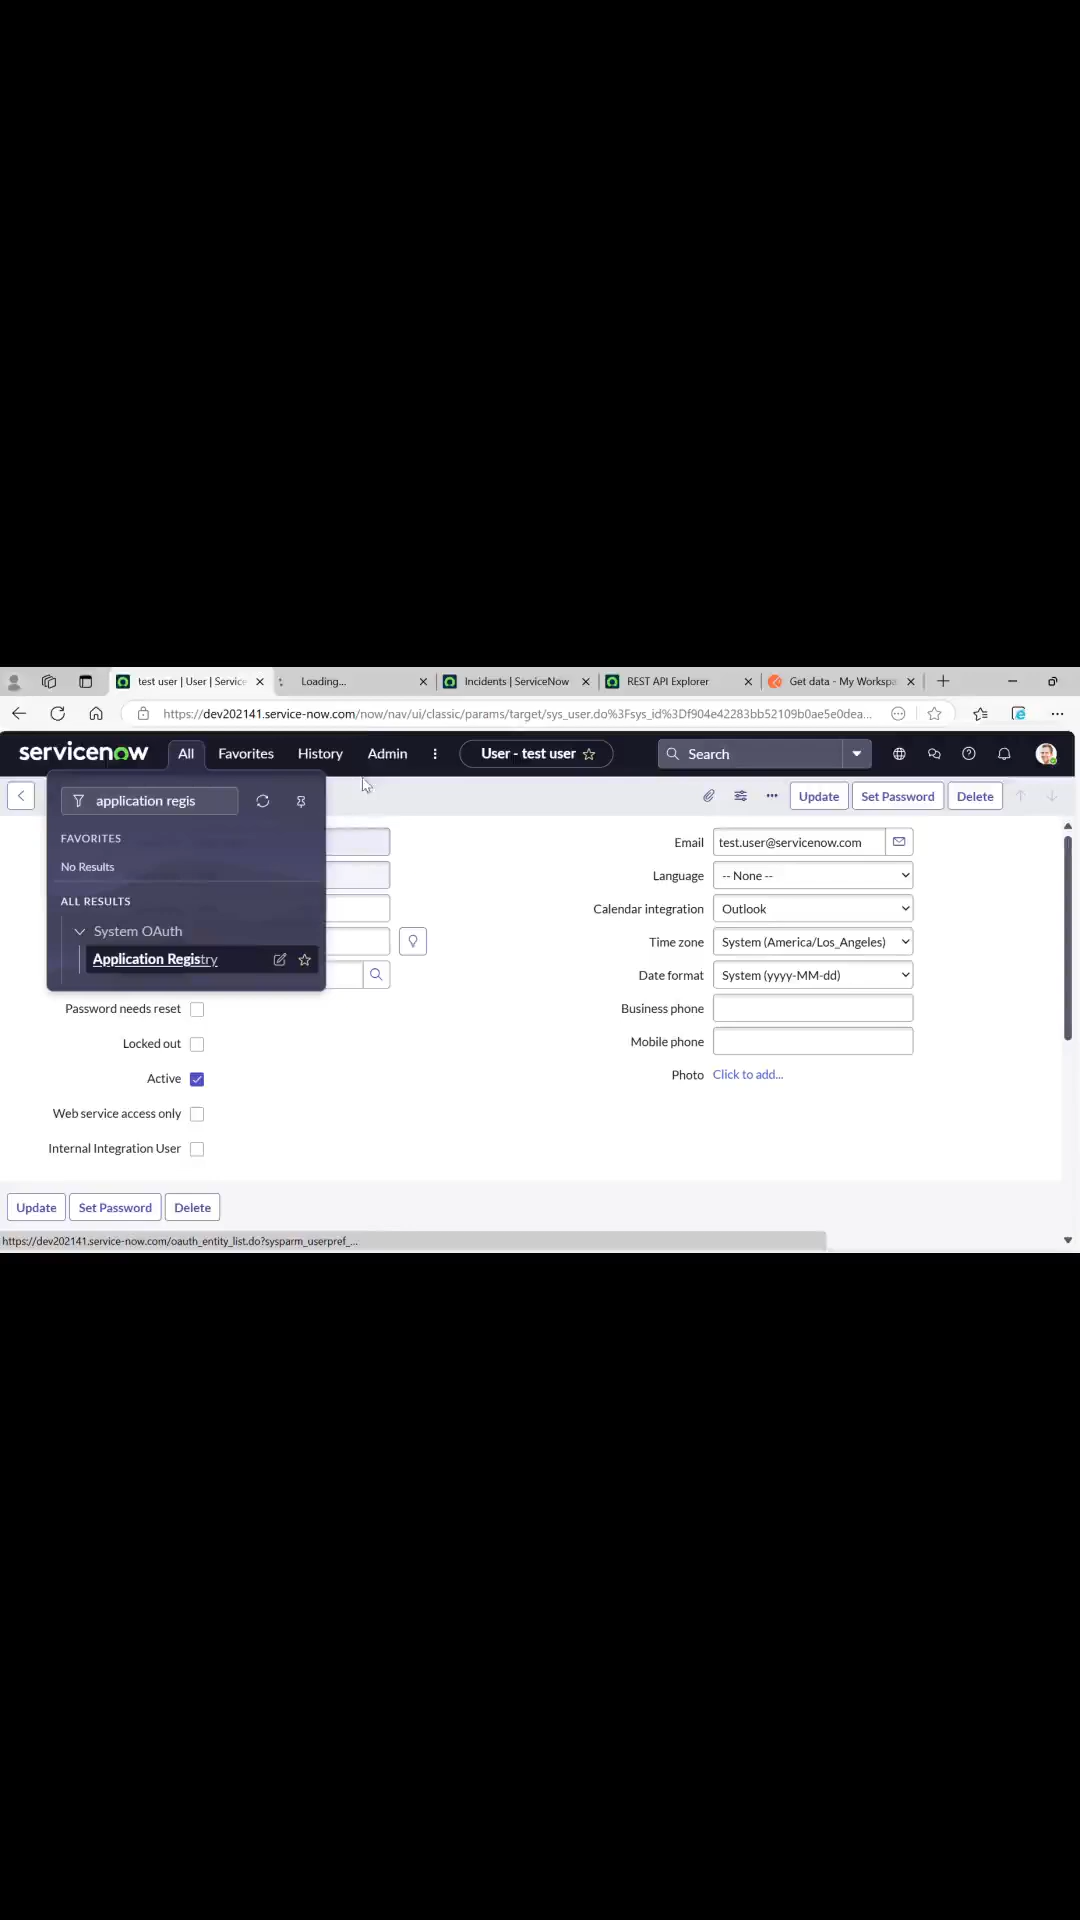 test user | User | Service
Loading...
Incidents | ServiceNow
REST API Explorer
Get data - My Workspa
https://dev202141.service-now.com/now/nav/ui/classic/params/target/sys_user.do%3Fsys_id%3Df904e42283bb52109b0ae5e0dea...
servicenow
All
Favorites
History
Admin
User - test user
Search
application regis
Update
Set Password
Delete
FAVORITES
No Results
ALL RESULTS
System OAuth
Application Registry
Email
test.user@servicenow.com
Language
-- None --
Calendar integration
Outlook
Time zone
System (America/Los_Angeles)
Date format
System (yyyy-MM-dd)
Password needs reset
Business phone
Locked out
Mobile phone
Active
Photo
Click to add...
Web service access only
Internal Integration User
Update
Set Password
Delete
https://dev202141.service-now.com/oauth_entity_list.do?sysparm_userpref_...